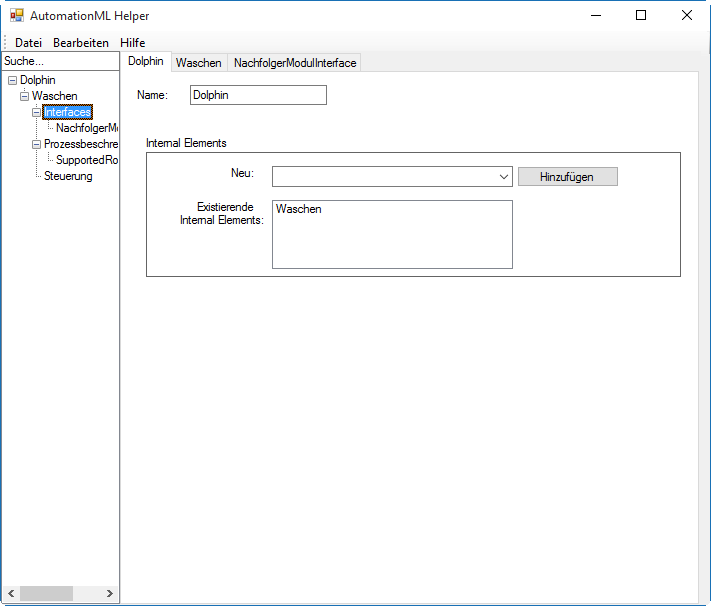 AutomationML Helper
Datei Bearbeiten Hilfe
Suche...
Dolphin
Waschen
Interfaces
NachfolgerMo
Prozessbeschre
SupportedRo
Steuerung
Dolphin Waschen NachfolgerModulInterface
Name: Dolphin
Internal Elements
Neu: Hinzufügen
Existierende
Internal Elements:
Waschen